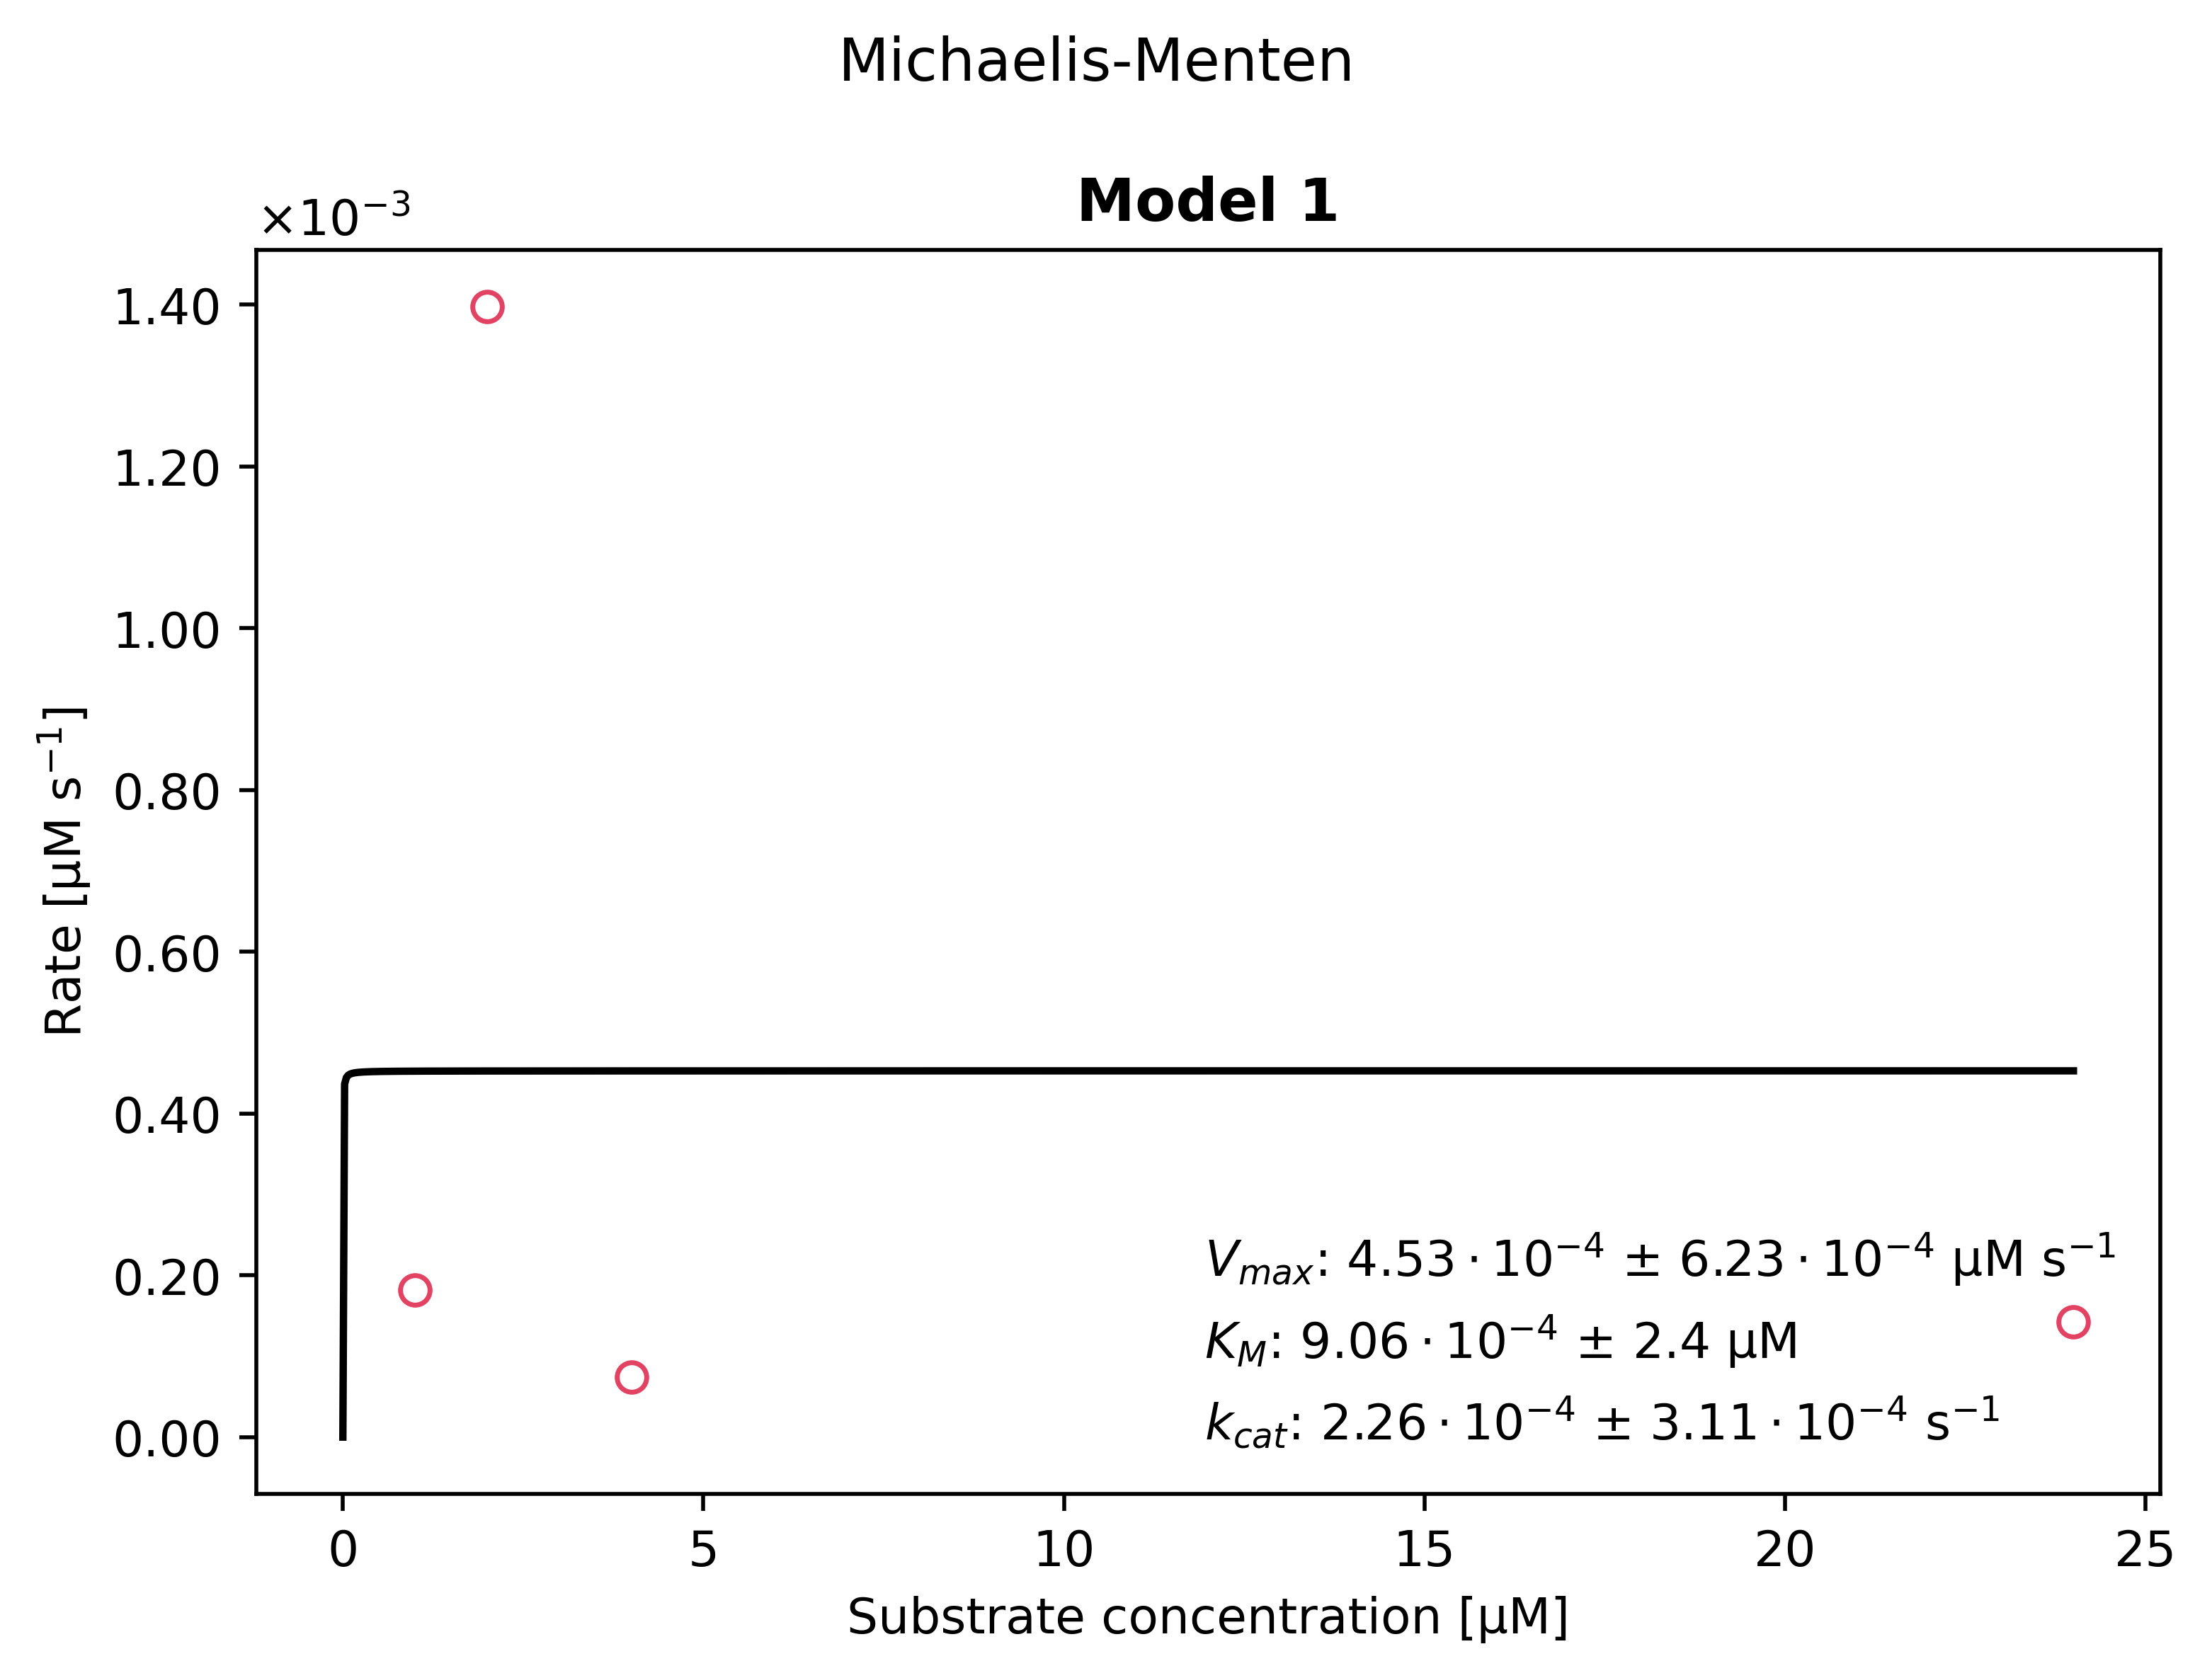 Michaelis-Menten
Model 1
×10⁻³
1.40
1.20
1.00
0.80
0.60
0.40
0.20
0.00
Rate [µM s⁻¹]
V_max: 4.53 · 10⁻⁴ ± 6.23 · 10⁻⁴ µM s⁻¹
K_M: 9.06 · 10⁻⁴ ± 2.4 µM
k_cat: 2.26 · 10⁻⁴ ± 3.11 · 10⁻⁴ s⁻¹
0 5 10 15 20 25
Substrate concentration [µM]